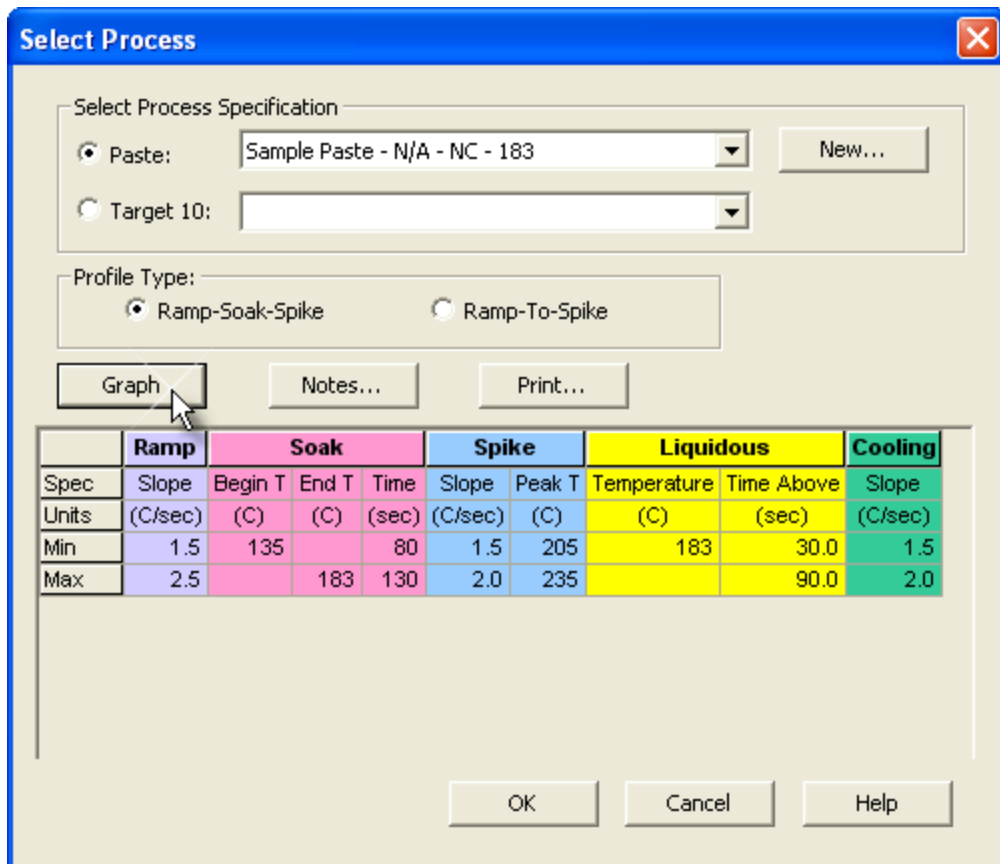 Select Process
Select Process Specification
Paste: Sample Paste - N/A - NC - 183 New...
Target 10:
Profile Type:
Ramp-Soak-Spike Ramp-To-Spike
Graph Notes... Print...
Ramp Soak Spike Liquidous Cooling
Spec Slope Begin T End T Time Slope Peak T Temperature Time Above Slope
Units (C/sec) (C) (C) (sec) (C/sec) (C) (C) (sec) (C/sec)
Min 1.5 135 80 1.5 205 183 30.0 1.5
Max 2.5 183 130 2.0 235 90.0 2.0
OK Cancel Help